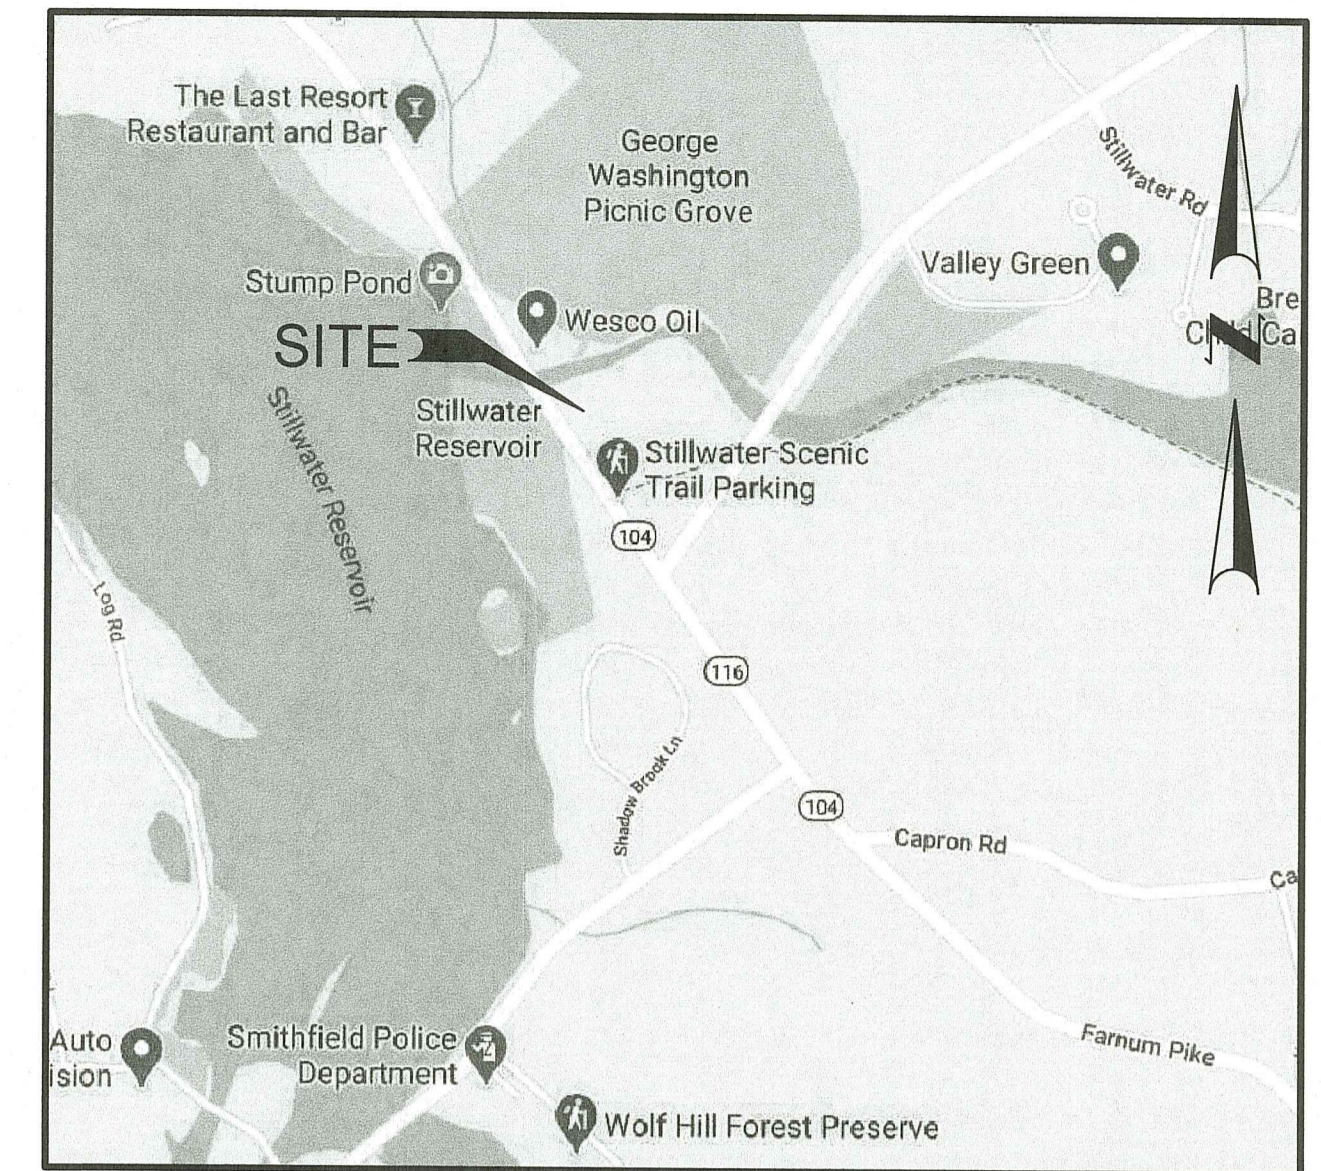 The Last Resort
Restaurant and Bar
George
Washington
Picnic Grove
Stillwater Rd
Valley Green
Stump Pond
Bre
Wesco Oil
N
SITE
Stillwater
Reservoir
Stillwater Reservoir
Stillwater Scenic
Trail Parking
104
Log Rd
116
Shadow Brook Ln
104
Capron Rd
Ca
Auto
ision
Smithfield Police
Department
Farnum Pike
Wolf Hill Forest Preserve